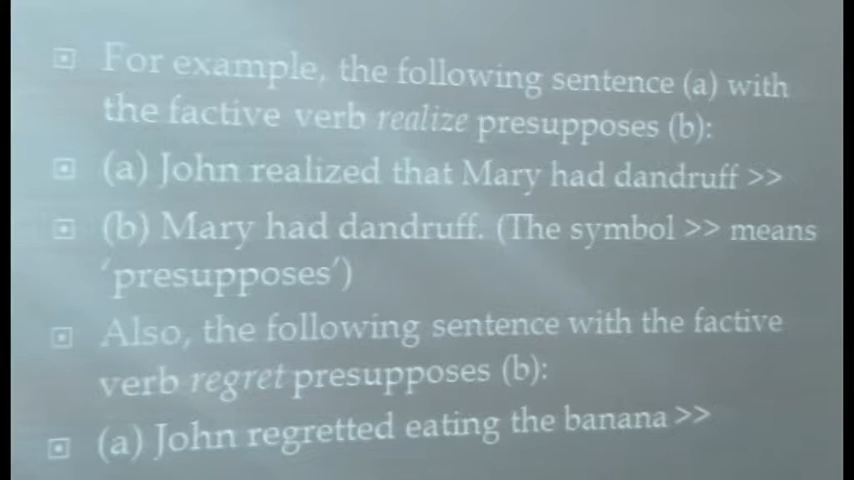 For example, the following sentence (a) with
the factive verb realize presupposes (b):
(a) John realized that Mary had dandruff >>
(b) Mary had dandruff. (The symbol >> means
‘presupposes’)
Also, the following sentence with the factive
verb regret presupposes (b):
(a) John regretted eating the banana >>